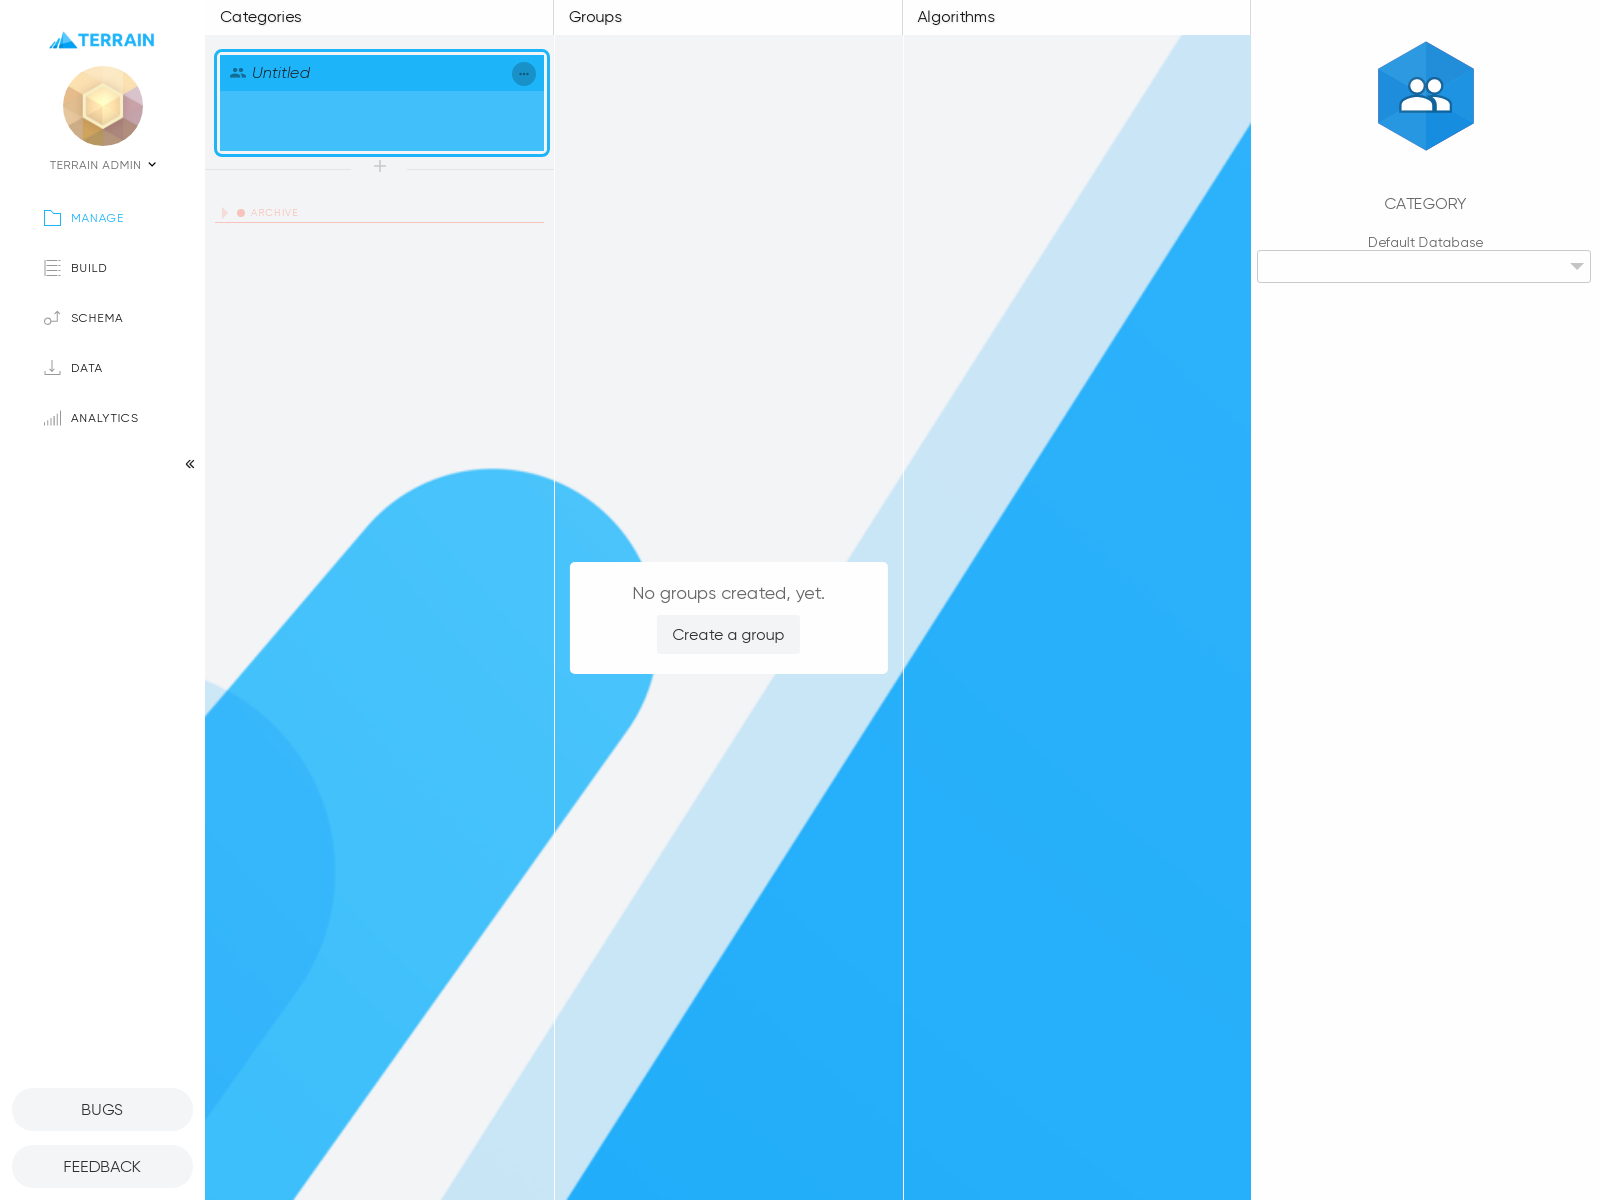 TERRAIN
TERRAIN ADMIN
MANAGE
BUILD
SCHEMA
DATA
ANALYTICS
BUGS
FEEDBACK
Categories
Untitled
ARCHIVE
Groups
No groups created, yet.
Create a group
Algorithms
CATEGORY
Default Database